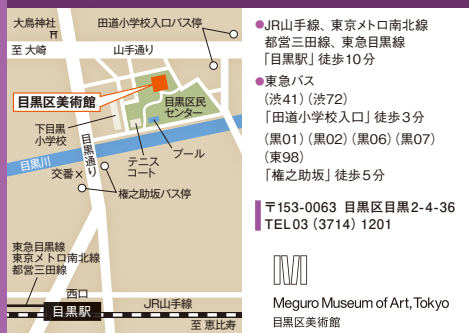 大鳥神社
田道小学校入口バス停
至 大崎
山手通り
目黒区美術館
目黒区民
センター
下目黒
小学校
目黒通り
目黒川
テニス
コート
プール
交番×
権之助坂バス停
東急目黒線
東京メトロ南北線
都営三田線
西口
目黒駅
JR山手線
至 恵比寿
●JR山手線、東京メトロ南北線
都営三田線、東急目黒線
「目黒駅」徒歩10分
●東急バス
(渋41)(渋72)
「田道小学校入口」徒歩3分
(黒01)(黒02)(黒06)(黒07)
(東98)
「権之助坂」徒歩5分
〒153-0063 目黒区目黒2-4-36
TEL03(3714)1201
Meguro Museum of Art, Tokyo
目黒区美術館